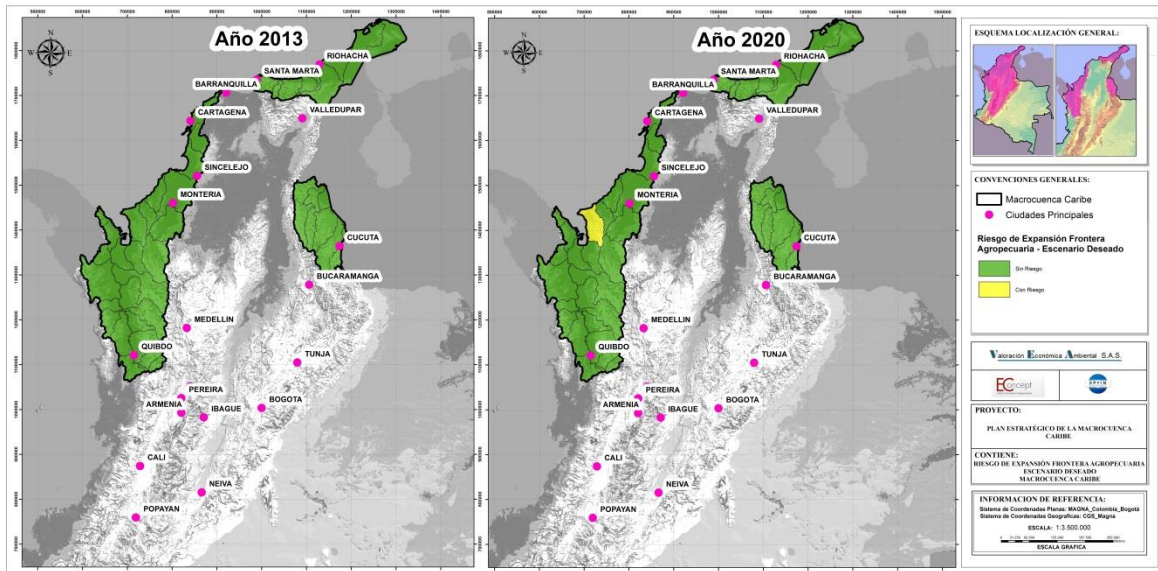 Año 2013
N
W E
S
RIOHACHA
SANTA MARTA
BARRANQUILLA
CARTAGENA
VALLEDUPAR
SINCELEJO
MONTERIA
CUCUTA
BUCARAMANGA
MEDELLIN
QUIBDO
TUNJA
PEREIRA
ARMENIA
IBAGUE
BOGOTA
CALI
NEIVA
POPAYAN
Año 2020
N
W E
S
RIOHACHA
SANTA MARTA
BARRANQUILLA
CARTAGENA
VALLEDUPAR
SINCELEJO
MONTERIA
CUCUTA
BUCARAMANGA
MEDELLIN
QUIBDO
TUNJA
PEREIRA
ARMENIA
IBAGUE
BOGOTA
CALI
NEIVA
POPAYAN
ESQUEMA LOCALIZACIÓN GENERAL:
CONVENCIONES GENERALES:
Macrocuenca Caribe
Ciudades Principales
Riesgo de Expansión Frontera
Agropecuaria - Escenario Deseado
Sin Riesgo
Con Riesgo
Valoración Económica Ambiental S.A.S.
EConcept
PROYECTO:
PLAN ESTRATÉGICO DE LA MACROCUENCA
CARIBE
CONTIENE:
RIESGO DE EXPANSIÓN FRONTERA AGROPECUARIA
ESCENARIO DESEADO
MACROCUENCA CARIBE
INFORMACION DE REFERENCIA:
Sistema de Coordenadas Planas: MAGNA_Colombia_Bogotá
Sistema de Coordenadas Geograficas: CGS_Magna
ESCALA: 1:3.500.000
ESCALA GRAFICA